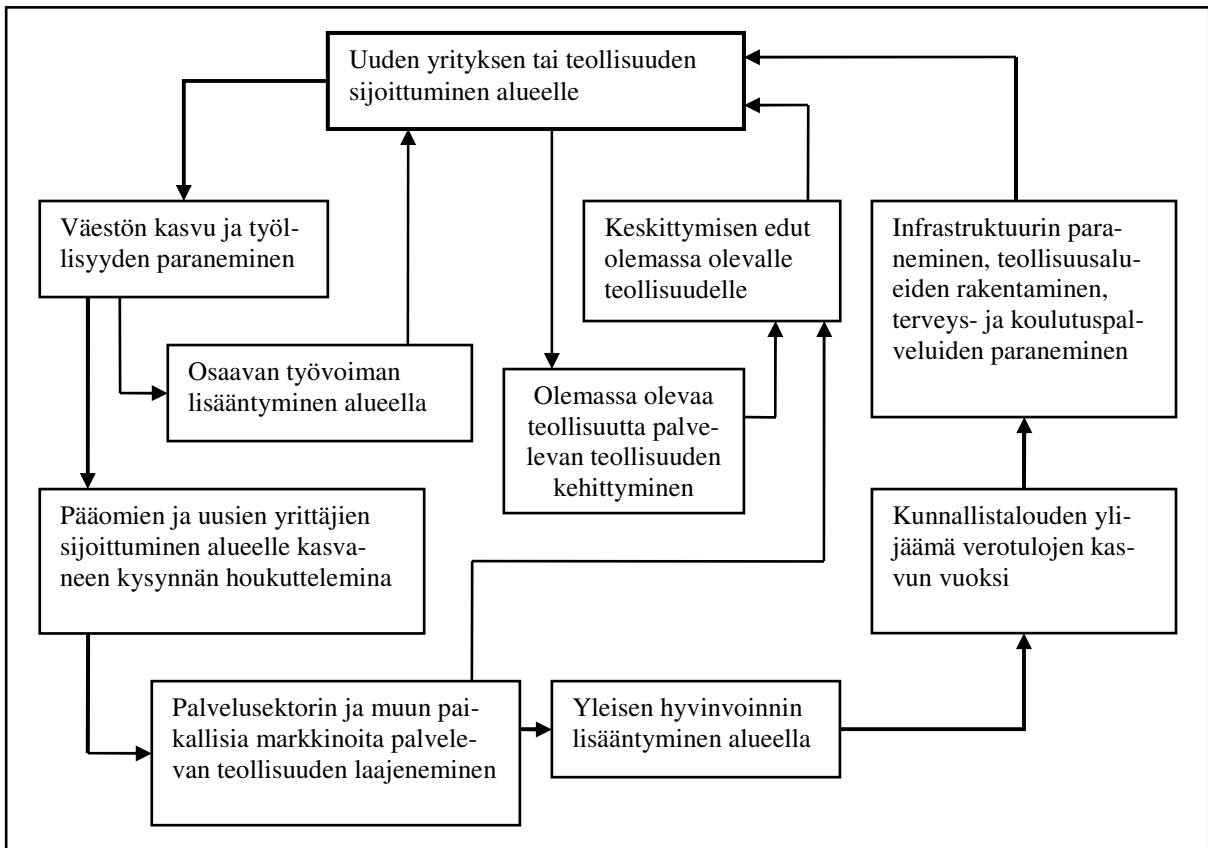 Uuden yrityksen tai teollisuuden
sijoittuminen alueelle
Väestön kasvu ja työl-
lisyyden paraneminen
Keskittymisen edut
olemassa olevalle
teollisuudelle
Infrastruktuurin para-
neminen, teollisuusalu-
eiden rakentaminen,
terveys- ja koulutuspal-
veluiden paraneminen
Osaavan työvoiman
lisääntyminen alueella
Olemassa olevaa
teollisuutta palve-
levan teollisuuden
kehittyminen
Pääomien ja uusien yrittäjien
sijoittuminen alueelle kasva-
neen kysynnän houkuttelemina
Kunnallistalouden yli-
jäämä verotulojen kas-
vun vuoksi
Palvelusektorin ja muun pai-
kallisia markkinoita palvele-
van teollisuuden laajeneminen
Yleisen hyvinvoinnin
lisääntyminen alueella